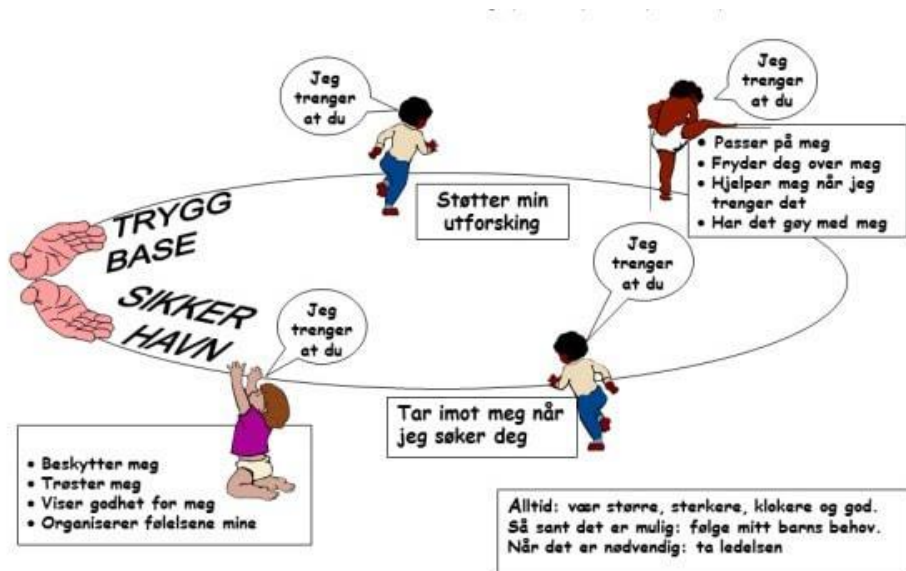 Jeg
trenger
at du
Jeg
trenger
at du
• Passer på meg
• Fryder deg over meg
• Hjelper meg når jeg
trenger det
• Har det gøy med meg
Støtter min
utforsking
TRYGG
BASE
Jeg
trenger
at du
SIKKER
HAVN
Jeg
trenger
at du
Tar imot meg når
jeg søker deg
• Beskytter meg
• Trøster meg
• Viser godhet for meg
• Organiserer følelsene mine
Alltid: vær større, sterkere, klokere og god.
Så sant det er mulig: følge mitt barns behov.
Når det er nødvendig: ta ledelsen